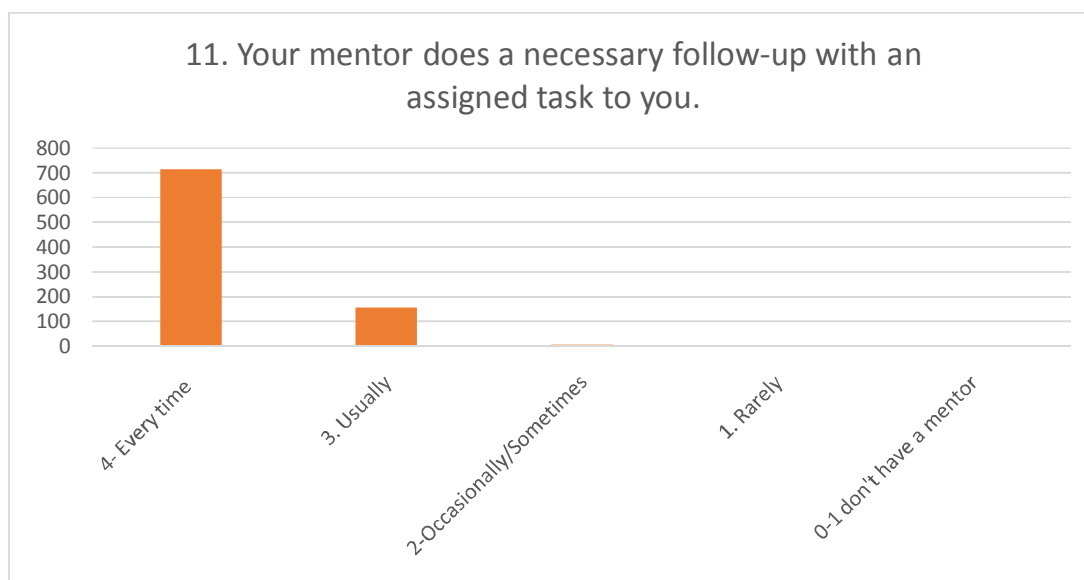 11. Your mentor does a necessary follow-up with an
assigned task to you.
800
700
600
500
400
300
200
100
0
4- Every time
3. Usually
2-Occasionally/Sometimes
1. Rarely
0-1 don't have a mentor